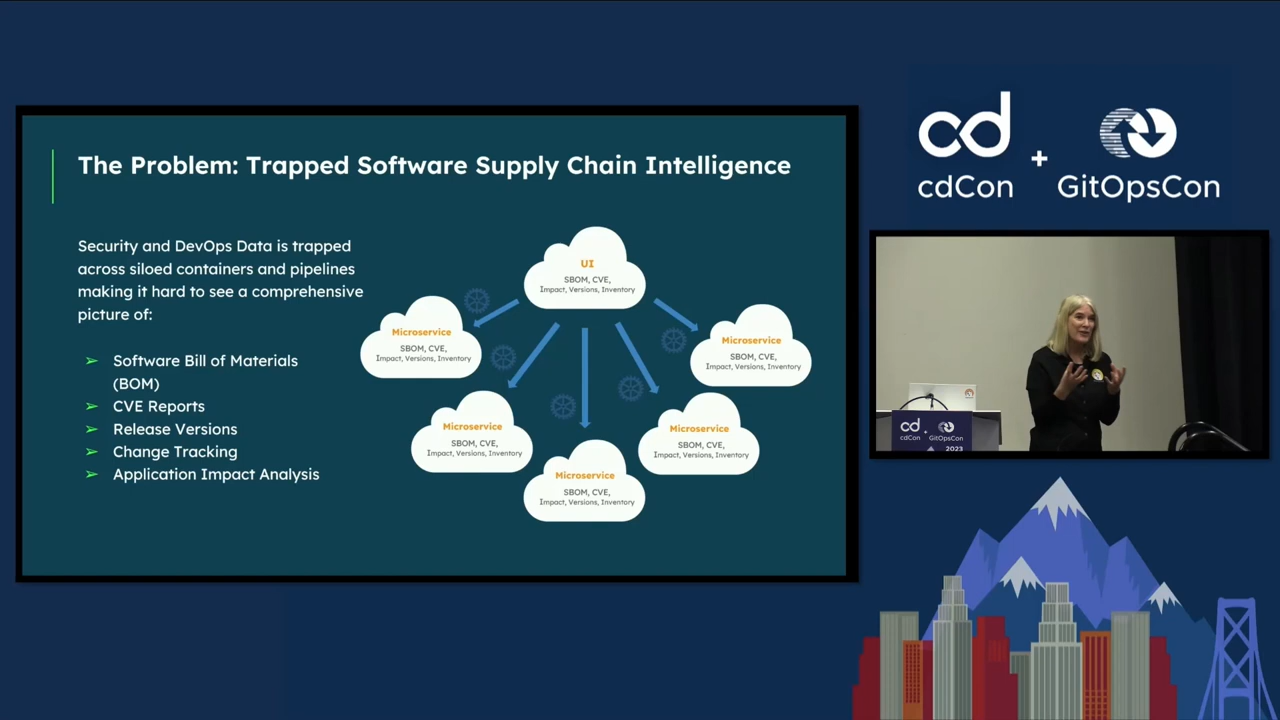 The Problem: Trapped Software Supply Chain Intelligence
Security and DevOps Data is trapped
across siloed containers and pipelines
making it hard to see a comprehensive
picture of:
➢ Software Bill of Materials
(BOM)
➢ CVE Reports
➢ Release Versions
➢ Change Tracking
➢ Application Impact Analysis
UI
SBOM, CVE,
Impact, Versions, Inventory
Microservice
SBOM, CVE,
Impact, Versions, Inventory
Microservice
SBOM, CVE,
Impact, Versions, Inventory
Microservice
SBOM, CVE,
Impact, Versions, Inventory
Microservice
SBOM, CVE,
Impact, Versions, Inventory
Microservice
SBOM, CVE,
Impact, Versions, Inventory
cd
cdCon
+
GitOpsCon
cd
cdCon
+
GitOpsCon
2023